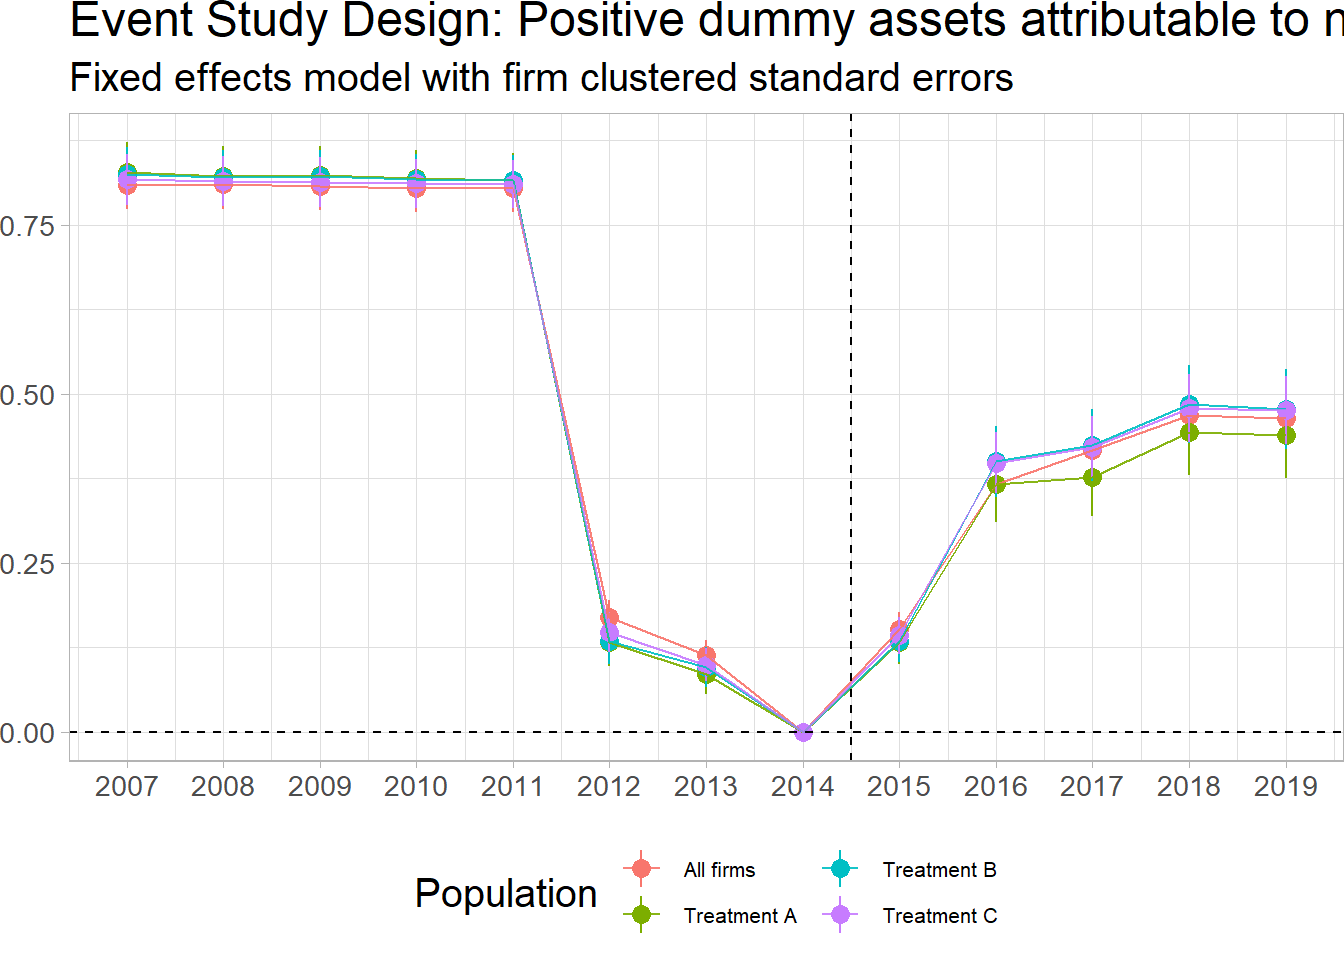 Event Study Design: Positive dummy assets attributable to
Fixed effects model with firm clustered standard errors
0.75
0.50
0.25
0.00
2007 2008 2009 2010 2011 2012 2013 2014 2015 2016 2017 2018 2019
Population
All firms
Treatment A
Treatment B
Treatment C